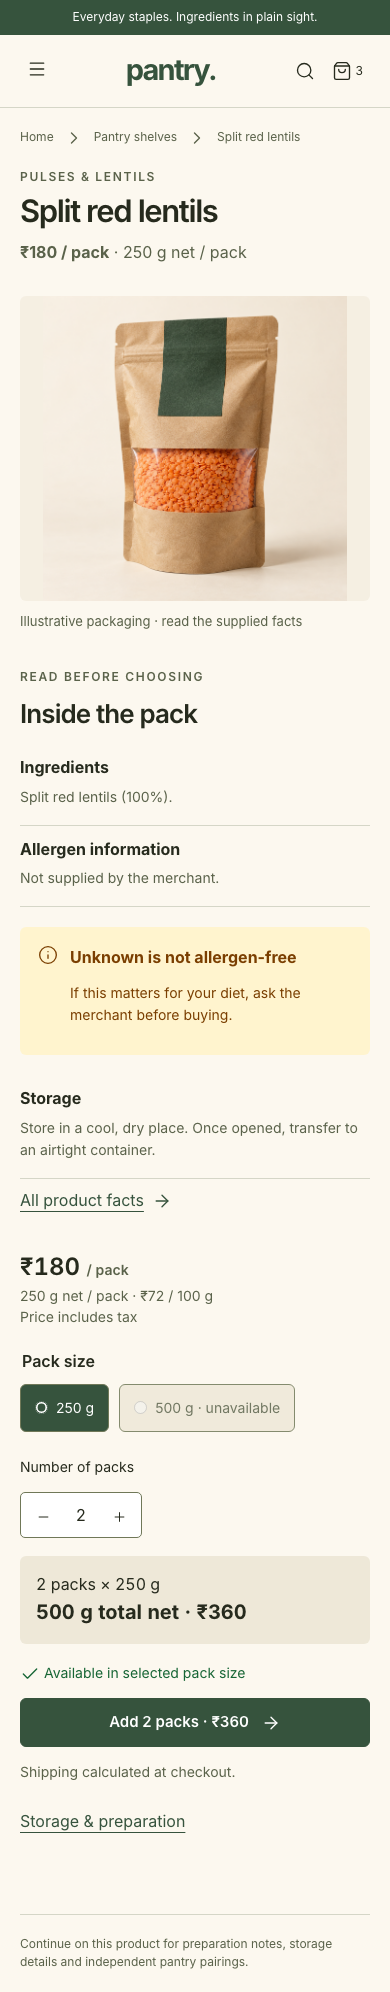 Everyday staples. Ingredients in plain sight.
pantry.
3
Home > Pantry shelves > Split red lentils
PULSES & LENTILS
Split red lentils
₹180 / pack · 250 g net / pack
Illustrative packaging · read the supplied facts
READ BEFORE CHOOSING
Inside the pack
Ingredients
Split red lentils (100%).
Allergen information
Not supplied by the merchant.
Unknown is not allergen-free
If this matters for your diet, ask the
merchant before buying.
Storage
Store in a cool, dry place. Once opened, transfer to
an airtight container.
All product facts →
₹180 / pack
250 g net / pack · ₹72 / 100 g
Price includes tax
Pack size
250 g
500 g · unavailable
Number of packs
− 2 +
2 packs × 250 g
500 g total net · ₹360
Available in selected pack size
Add 2 packs · ₹360 →
Shipping calculated at checkout.
Storage & preparation
Continue on this product for preparation notes, storage
details and independent pantry pairings.